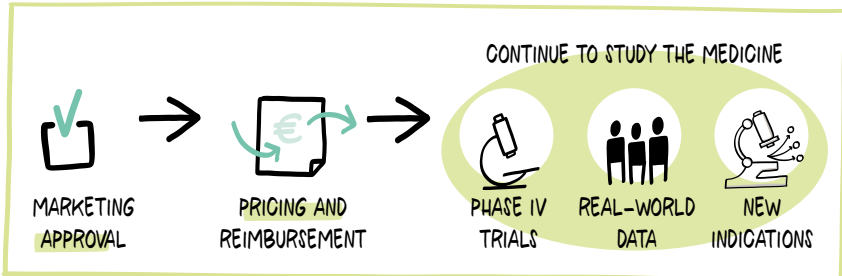 CONTINUE TO STUDY THE MEDICINE
€
MARKETING
APPROVAL
PRICING AND
REIMBURSEMENT
PHASE IV
TRIALS
REAL-WORLD
DATA
NEW
INDICATIONS